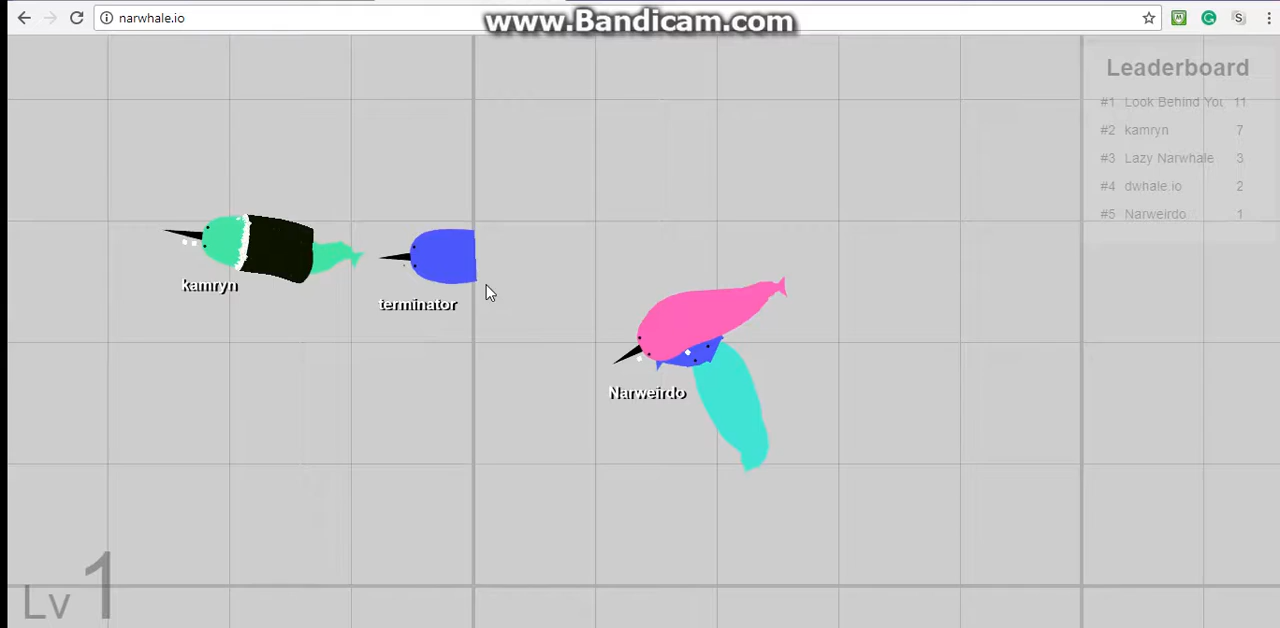 www.Bandicam.com
narwhale.io
Leaderboard
#1 Look Behind You 11
#2 kamryn 7
#3 Lazy Narwhale 3
#4 dwhale.io 2
#5 Narweirdo 1
kamryn
terminator
Narweirdo
Lv 1